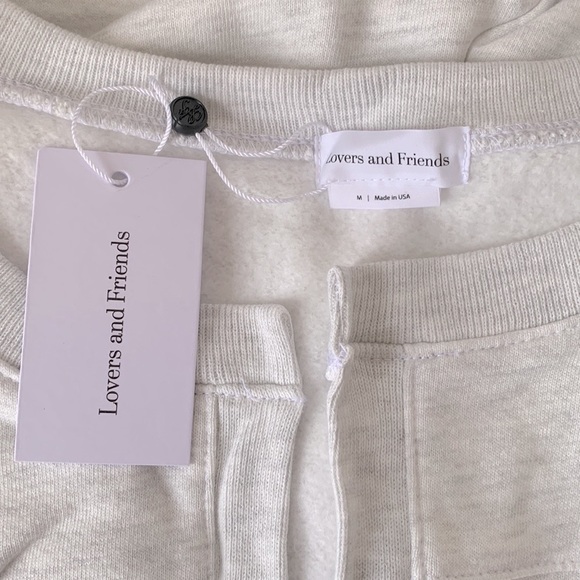 Lovers and Friends
M | Made in USA
Lovers and Friends